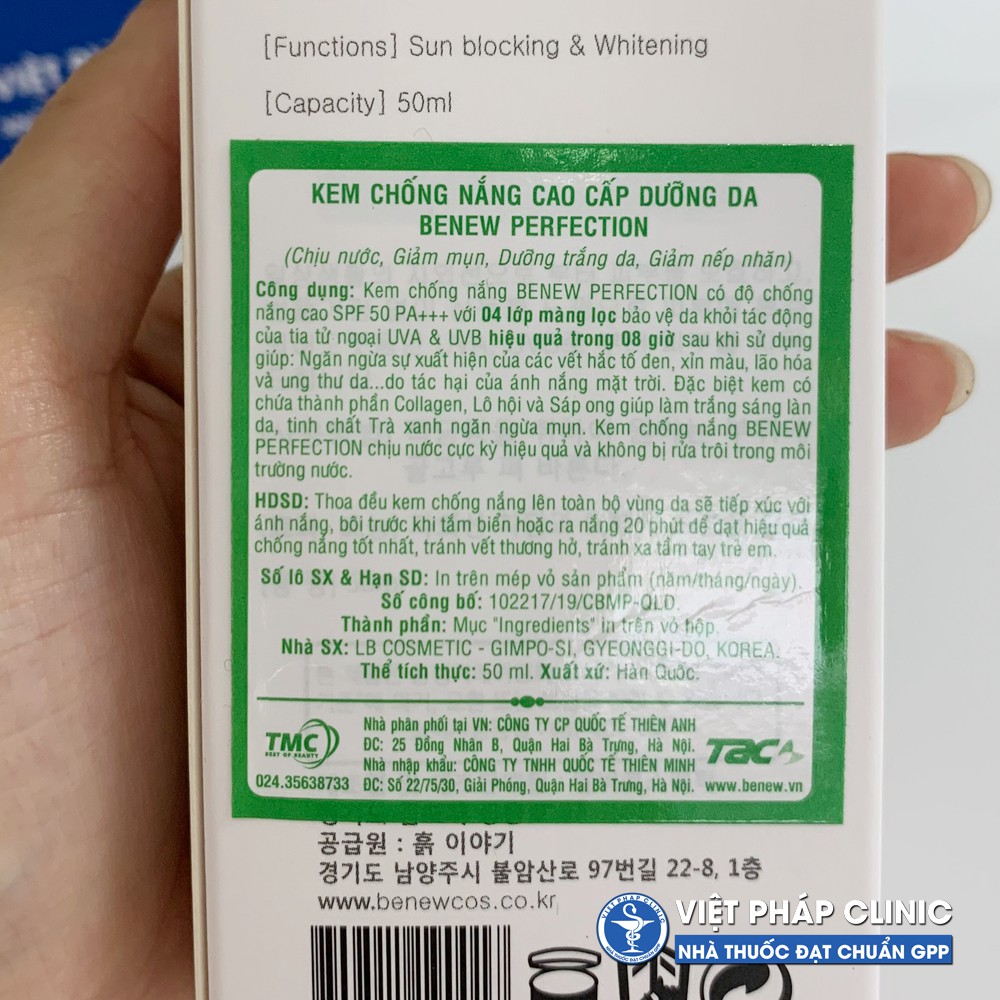 [Functions] Sun blocking & Whitening
[Capacity] 50ml
KEM CHỐNG NẮNG CAO CẤP DƯỠNG DA
BENEW PERFECTION
(Chịu nước, Giảm mụn, Dưỡng trắng da, Giảm nếp nhăn)
Công dụng: Kem chống nắng BENEW PERFECTION có độ chống
nắng cao SPF 50 PA+++ với 04 lớp màng lọc bảo vệ da khỏi tác động
của tia tử ngoại UVA & UVB hiệu quả trong 08 giờ sau khi sử dụng
giúp: Ngăn ngừa sự xuất hiện của các vết hắc tố đen, xỉn màu, lão hóa
và ung thư da...do tác hại của ánh nắng mặt trời. Đặc biệt kem có
chứa thành phần Collagen, Lô hội và Sáp ong giúp làm trắng sáng làn
da, tinh chất Trà xanh ngăn ngừa mụn. Kem chống nắng BENEW
PERFECTION chịu nước cực kỳ hiệu quả và không bị rửa trôi trong môi
trường nước.
HDSD: Thoa đều kem chống nắng lên toàn bộ vùng da sẽ tiếp xúc với
ánh nắng, bôi trước khi tắm biển hoặc ra nắng 20 phút để đạt hiệu quả
chống nắng tốt nhất, tránh vết thương hở, tránh xa tầm tay trẻ em.
Số lô SX & Hạn SD: In trên mép vỏ sản phẩm (năm/tháng/ngày).
Số công bố: 102217/19/CBMP-QLD.
Thành phần: Mục "Ingredients" in trên vỏ hộp.
Nhà SX: LB COSMETIC - GIMPO-SI, GYEONGGI-DO, KOREA.
Thể tích thực: 50 ml. Xuất xứ: Hàn Quốc.
Nhà phân phối tại VN: CÔNG TY CP QUỐC TẾ THIÊN ANH
ĐC: 25 Đồng Nhân B, Quận Hai Bà Trưng, Hà Nội.
Nhà nhập khẩu: CÔNG TY TNHH QUỐC TẾ THIÊN MINH
ĐC: Số 22/75/30, Giải Phóng, Quận Hai Bà Trưng, Hà Nội.
TMC
BEST OF BEAUTY
024.35638733
TAC
www.benew.vn
공급원 : 흙 이야기
경기도 남양주시 불암산로 97번길 22-8, 1층
www.benewcos.co.kr
VIỆT PHÁP CLINIC
NHÀ THUỐC ĐẠT CHUẨN GPP
VIỆT PHÁP CLINIC
NHÀ THUỐC ĐẠT CHUẨN GPP